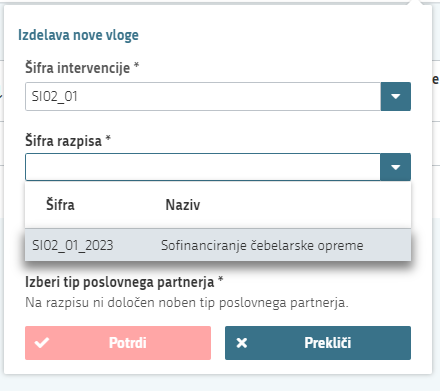 Izdelava nove vloge
Šifra intervencije *
SI02_01
Šifra razpisa *
Šifra Naziv
SI02_01_2023 Sofinanciranje čebelarske opreme
Izberi tip poslovnega partnerja *
Na razpisu ni določen noben tip poslovnega partnerja.
Potrdi Prekliči